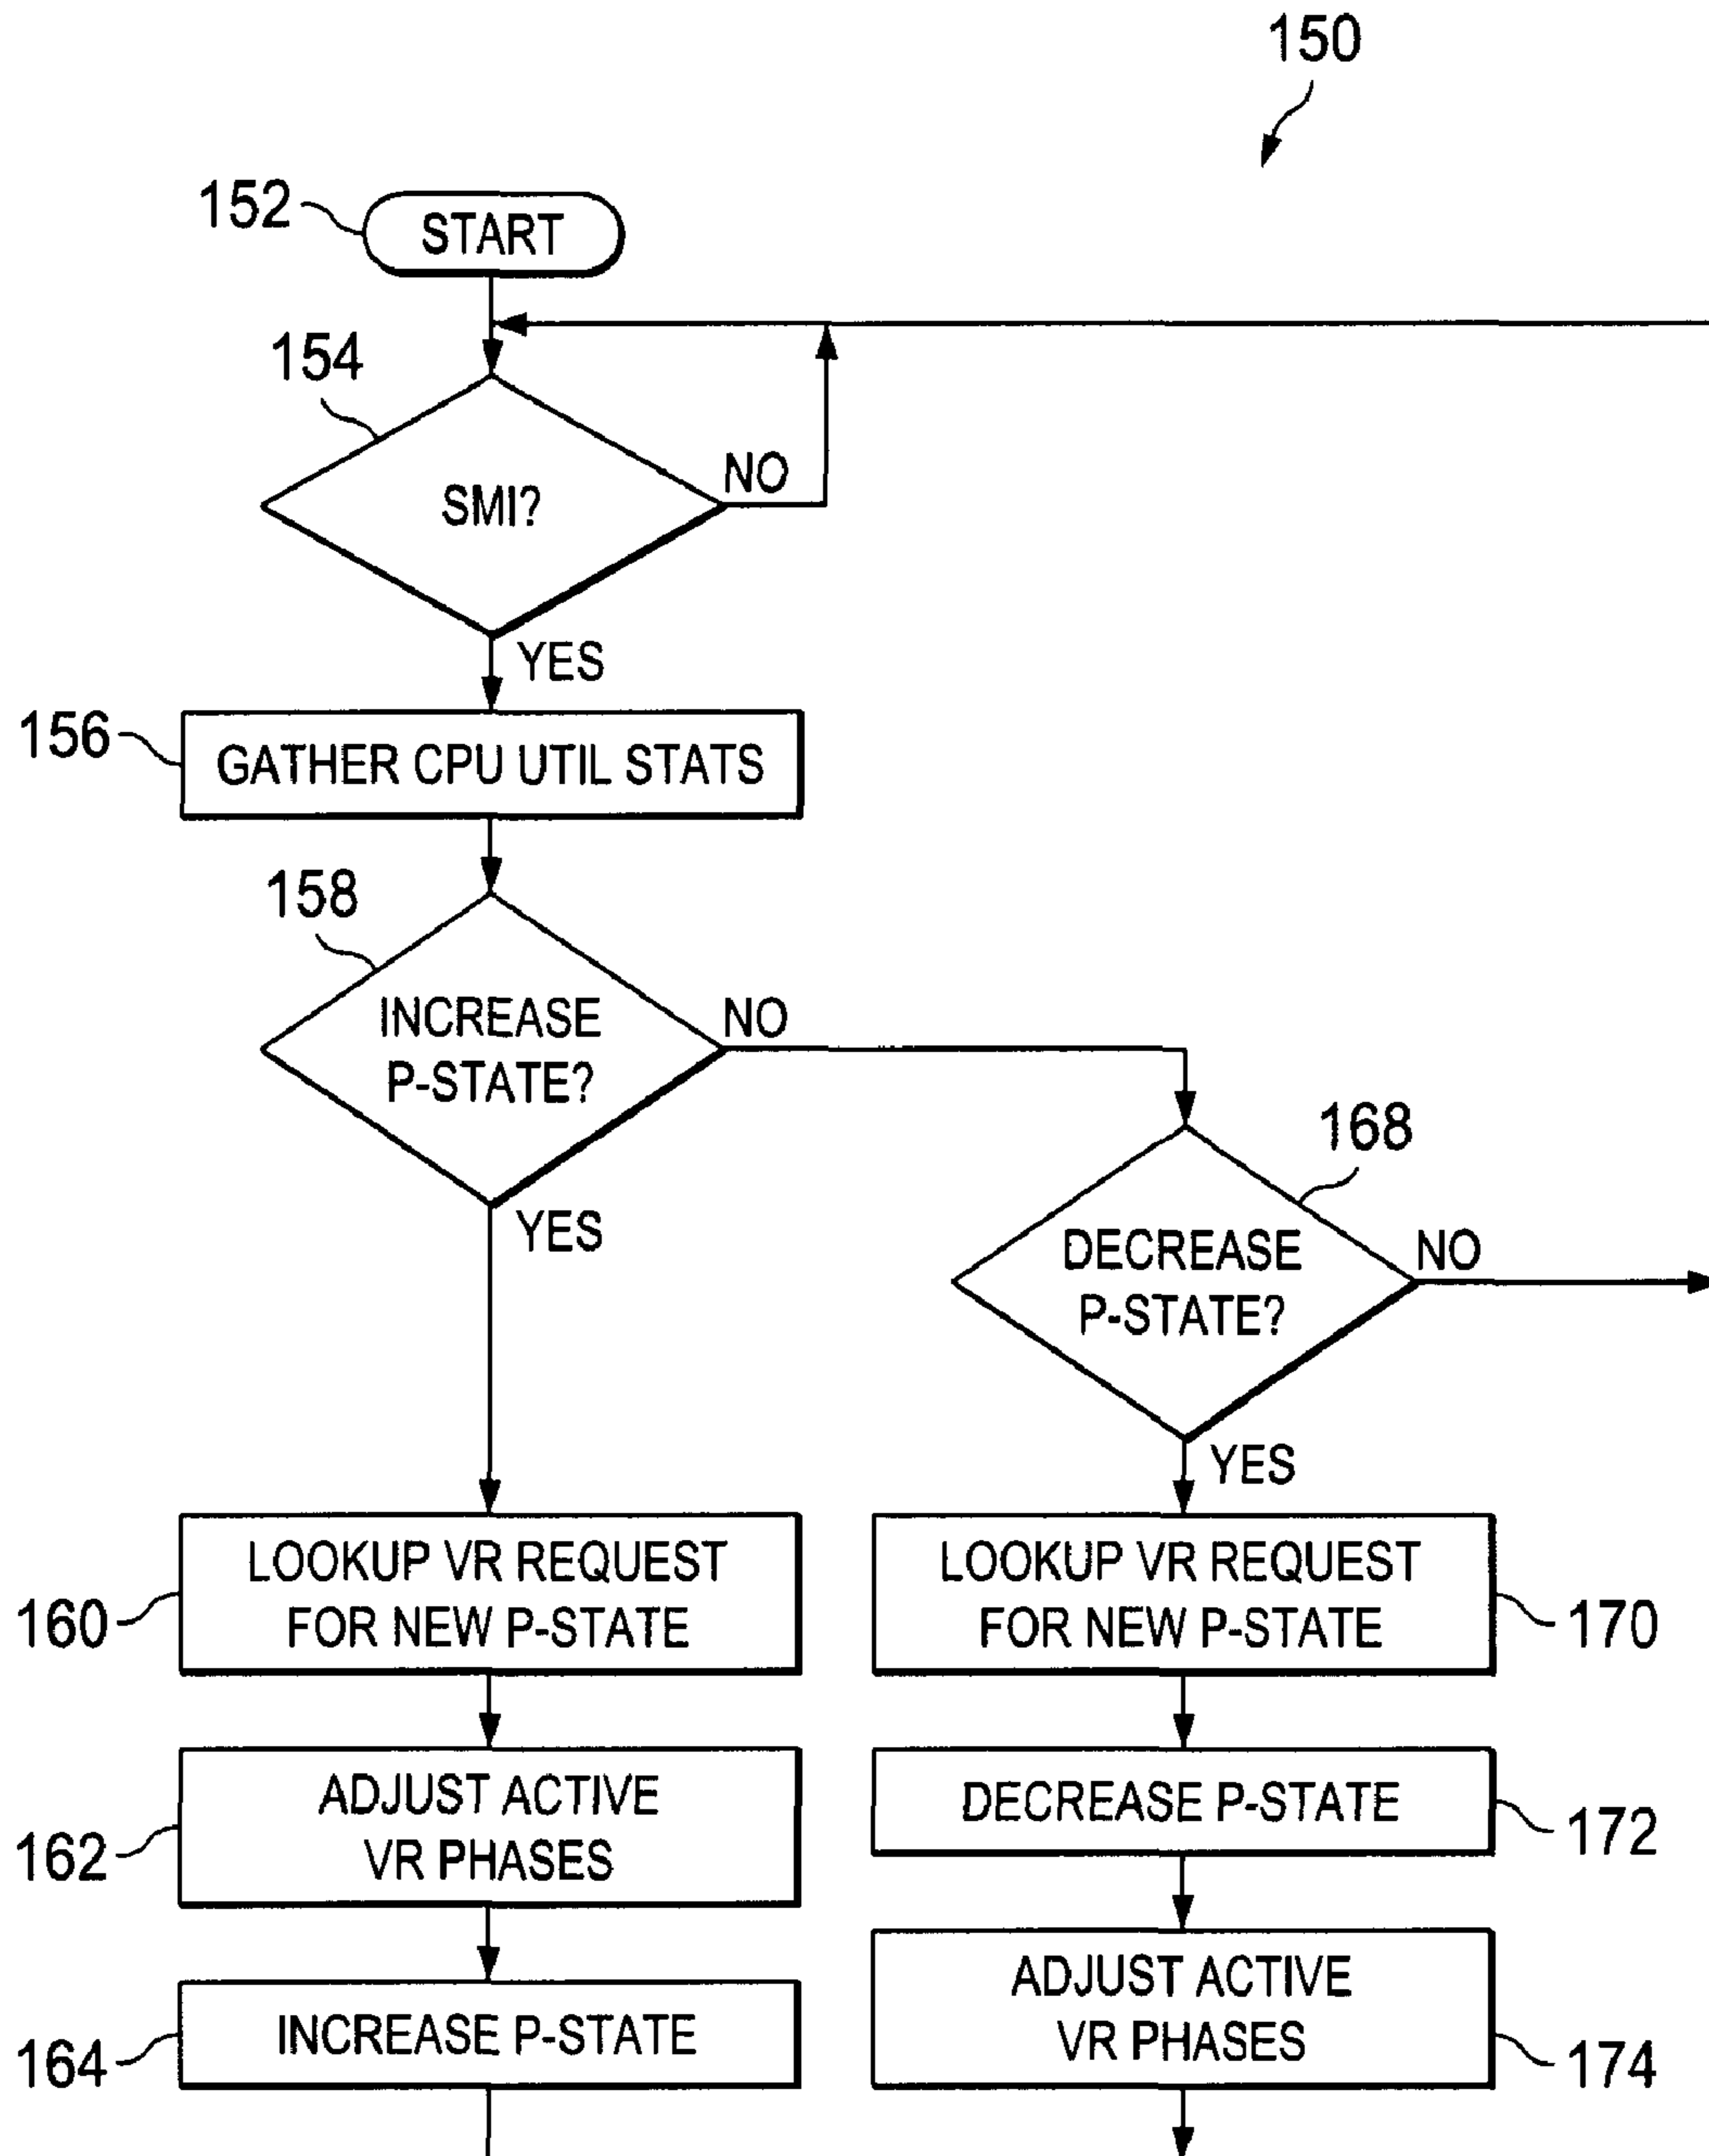 150
152
START
154
SMI?
NO
YES
156
GATHER CPU UTIL STATS
158
INCREASE
P-STATE?
NO
YES
168
DECREASE
P-STATE?
NO
YES
160
LOOKUP VR REQUEST
FOR NEW P-STATE
LOOKUP VR REQUEST
FOR NEW P-STATE
170
162
ADJUST ACTIVE
VR PHASES
DECREASE P-STATE
172
164
INCREASE P-STATE
ADJUST ACTIVE
VR PHASES
174